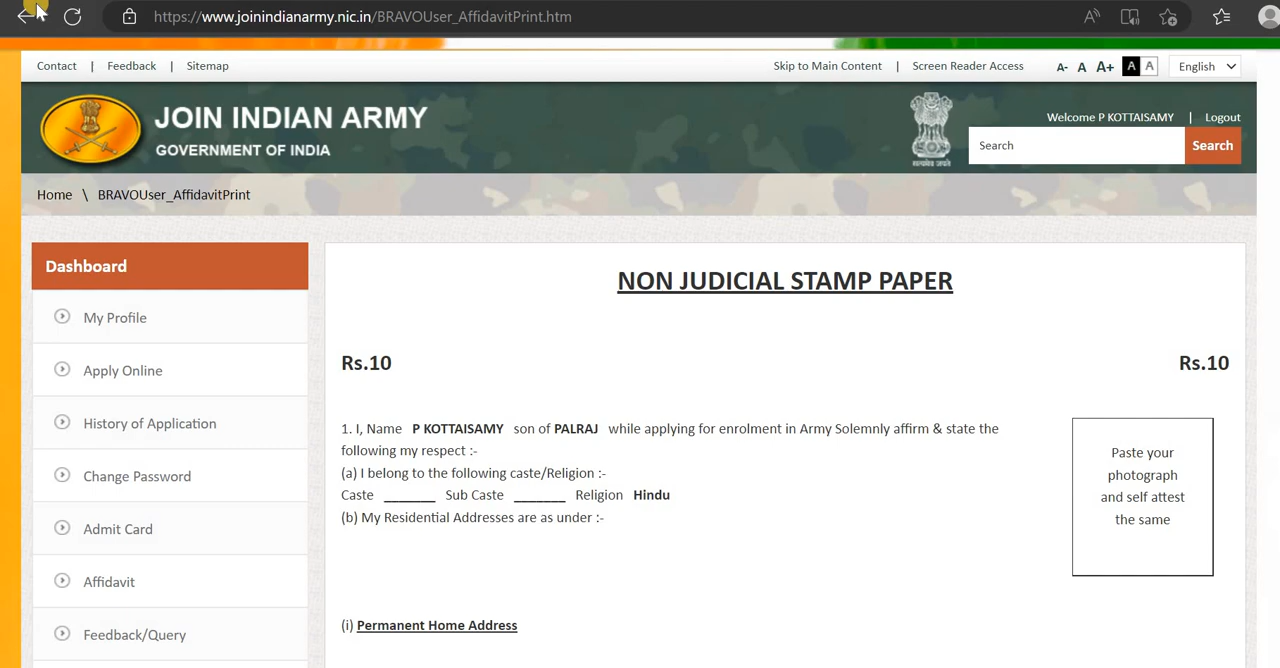 https://www.joinindianarmy.nic.in/BRAVOUser_AffidavitPrint.htm
Contact | Feedback | Sitemap
Skip to Main Content | Screen Reader Access A- A A+ A A English
JOIN INDIAN ARMY
GOVERNMENT OF INDIA
सत्यमेव जयते
Welcome P KOTTAISAMY | Logout
Search Search
Home \ BRAVOUser_AffidavitPrint
Dashboard
My Profile
Apply Online
History of Application
Change Password
Admit Card
Affidavit
Feedback/Query
NON JUDICIAL STAMP PAPER
Rs.10 Rs.10
1. I, Name P KOTTAISAMY son of PALRAJ while applying for enrolment in Army Solemnly affirm & state the
following my respect :-
(a) I belong to the following caste/Religion :-
Caste _______ Sub Caste _______ Religion Hindu
(b) My Residential Addresses are as under :-
Paste your
photograph
and self attest
the same
(i) Permanent Home Address